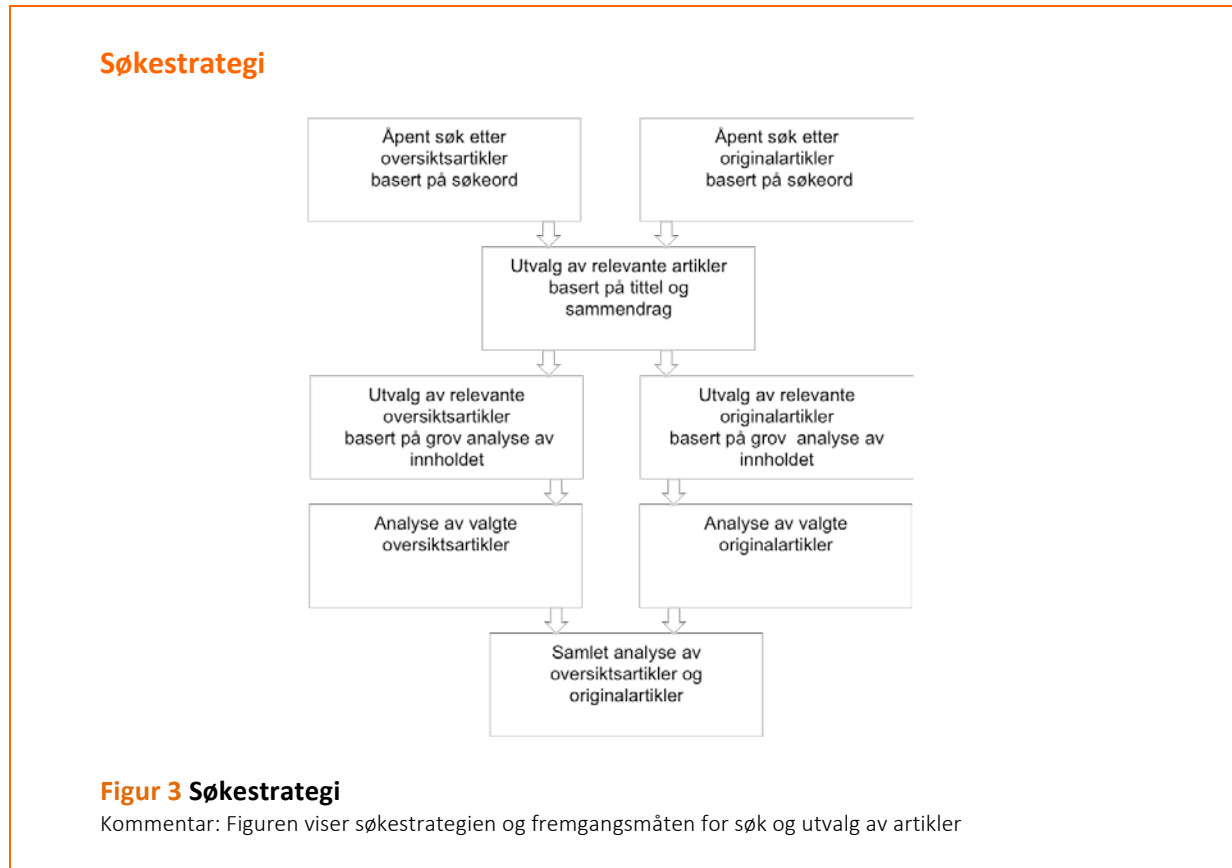 Søkestrategi
Åpent søk etter
oversiktsartikler
basert på søkeord
Åpent søk etter
originalartikler
basert på søkeord
Utvalg av relevante artikler
basert på tittel og
sammendrag
Utvalg av relevante
oversiktsartikler
basert på grov analyse av
innholdet
Utvalg av relevante
originalartikler
basert på grov  analyse av
innholdet
Analyse av valgte
oversiktsartikler
Analyse av valgte
originalartikler
Samlet analyse av
oversiktsartikler og
originalartikler
Figur 3 Søkestrategi
Kommentar: Figuren viser søkestrategien og fremgangsmåten for søk og utvalg av artikler